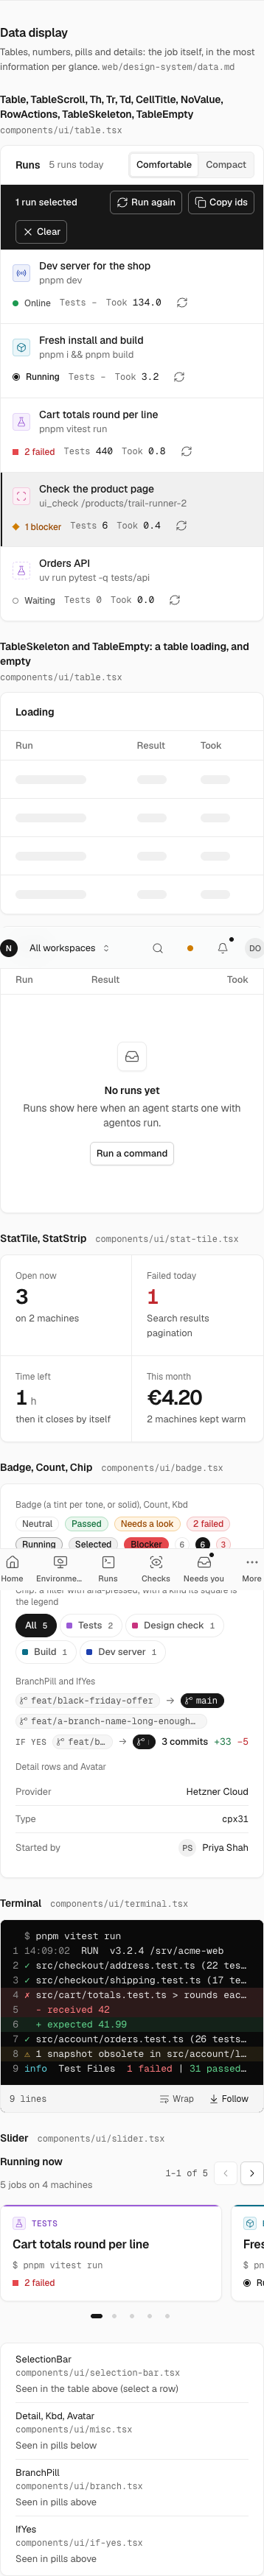 Data display
Tables, numbers, pills and details: the job itself, in the most
information per glance. web/design-system/data.md
Table, TableScroll, Th, Tr, Td, CellTitle, NoValue,
RowActions, TableSkeleton, TableEmpty
components/ui/table.tsx
Runs 5 runs today Comfortable Compact
1 run selected Run again Copy ids
Clear
Dev server for the shop
pnpm dev
Online Tests – Took 134.0
Fresh install and build
pnpm i && pnpm build
Running Tests – Took 3.2
Cart totals round per line
pnpm vitest run
2 failed Tests 440 Took 0.8
Check the product page
ui_check /products/trail-runner-2
1 blocker Tests 6 Took 0.4
Orders API
uv run pytest -q tests/api
Waiting Tests 0 Took 0.0
TableSkeleton and TableEmpty: a table loading, and
empty
components/ui/table.tsx
Loading
Run Result Took
N All workspaces DO
Run Result Took
No runs yet
Runs show here when an agent starts one with
agentos run.
Run a command
StatTile, StatStrip components/ui/stat-tile.tsx
Open now
3
on 2 machines
Failed today
1
Search results
pagination
Time left
1 h
then it closes by itself
This month
€4.20
2 machines kept warm
Badge, Count, Chip components/ui/badge.tsx
Badge (a tint per tone, or solid), Count, Kbd
Neutral Passed Needs a look 2 failed
Running Selected Blocker 6 6 3
Home Environme... Runs Checks Needs you More
the legend
All 5 Tests 2 Design check 1
Build 1 Dev server 1
BranchPill and IfYes
feat/black-friday-offer → main
feat/a-branch-name-long-enough…
IF YES feat/b… → 3 commits +33 −5
Detail rows and Avatar
Provider Hetzner Cloud
Type cpx31
Started by PS Priya Shah
Terminal components/ui/terminal.tsx
$ pnpm vitest run
1 14:09:02 RUN v3.2.4 /srv/acme-web
2 ✓ src/checkout/address.test.ts (22 tes…
3 ✓ src/checkout/shipping.test.ts (17 te…
4 ✗ src/cart/totals.test.ts > rounds eac…
5 - received 42
6 + expected 41.99
7 ✓ src/account/orders.test.ts (26 tests…
8 ⚠ 1 snapshot obsolete in src/account/l…
9 info Test Files 1 failed | 31 passed…
9 lines Wrap Follow
Slider components/ui/slider.tsx
Running now
5 jobs on 4 machines
1–1 of 5
TESTS
Cart totals round per line
$ pnpm vitest run
2 failed
Fres
$ pn
SelectionBar
components/ui/selection-bar.tsx
Seen in the table above (select a row)
Detail, Kbd, Avatar
components/ui/misc.tsx
Seen in pills below
BranchPill
components/ui/branch.tsx
Seen in pills above
IfYes
components/ui/if-yes.tsx
Seen in pills above